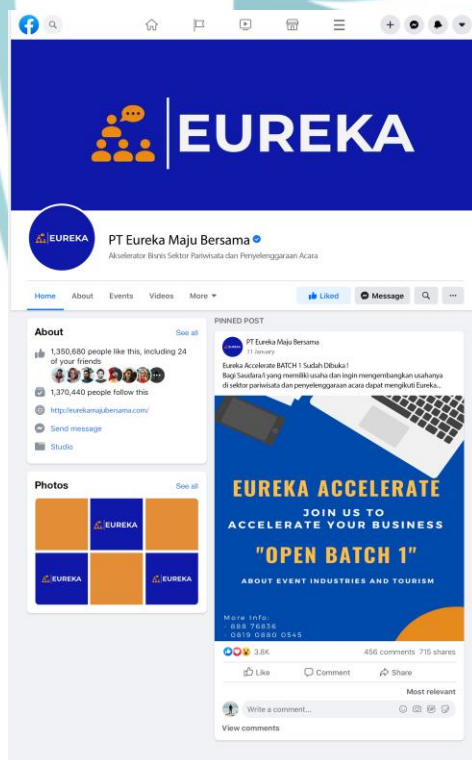 EUREKA
EUREKA
PT Eureka Maju Bersama
Akselerator Bisnis Sektor Pariwisata dan Penyelenggaraan Acara
Home About Events Videos More
Liked
Message
About
See all
1,350,680 people like this, including 24
of your friends
1,370,440 people follow this
http://eurekamajubersama.com/
Send message
Studio
Photos
See all
EUREKA
EUREKA
EUREKA
PINNED POST
PT Eureka Maju Bersama
11 January
Eureka Accelerate BATCH 1 Sudah Dibuka !
Bagi Saudara/i yang memiliki usaha dan ingin mengembangkan usahanya
di sektor pariwisata dan penyelenggaraan acara dapat mengikuti Eureka...
EUREKA ACCELERATE
JOIN US TO
ACCELERATE YOUR BUSINESS
"OPEN BATCH 1"
ABOUT EVENT INDUSTRIES AND TOURISM
More Info:
- 888 76836
- 0819 0880 0545
3.8K
456 comments 715 shares
Like
Comment
Share
Most relevant
Write a comment...
View comments